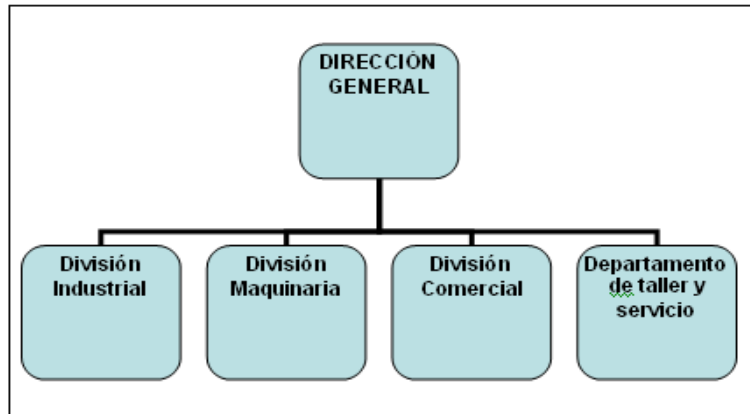 DIRECCIÓN
GENERAL
División
Industrial
División
Maquinaria
División
Comercial
Departamento
de taller y
servicio